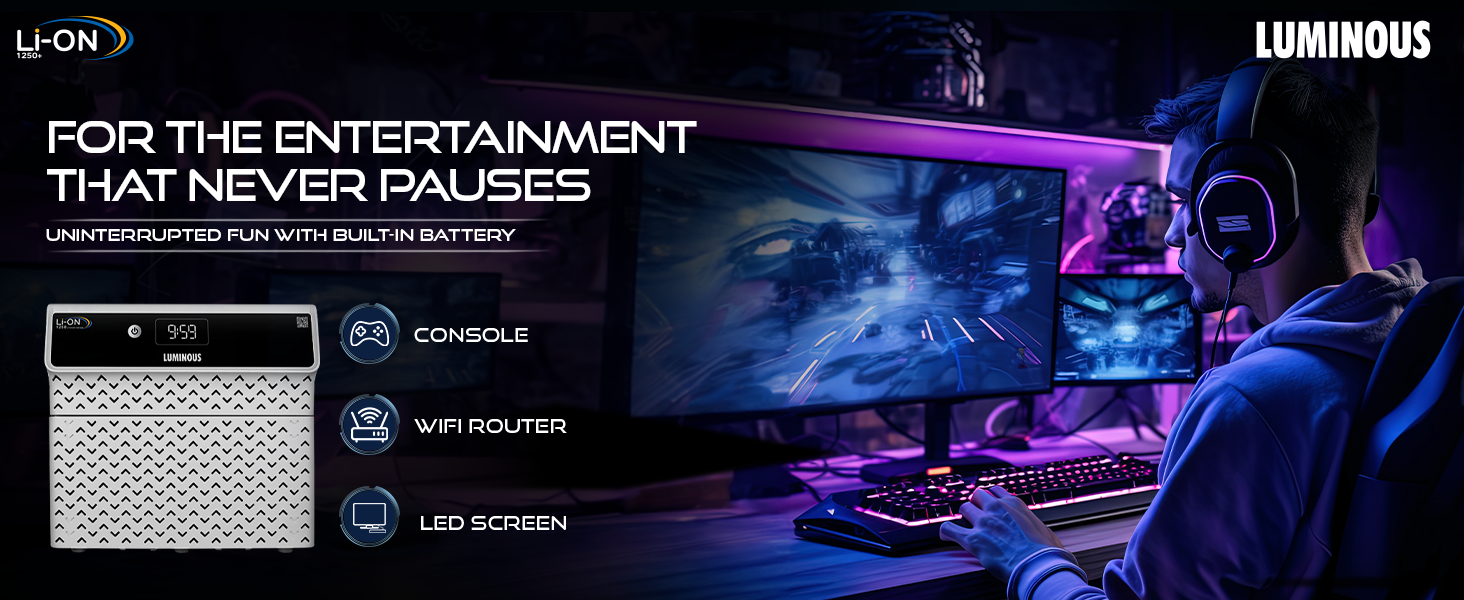 Li-ON
1250+
LUMINOUS
FOR THE ENTERTAINMENT
THAT NEVER PAUSES
UNINTERRUPTED FUN WITH BUILT-IN BATTERY
Li-ON
9:59
LUMINOUS
CONSOLE
WIFI ROUTER
LED SCREEN